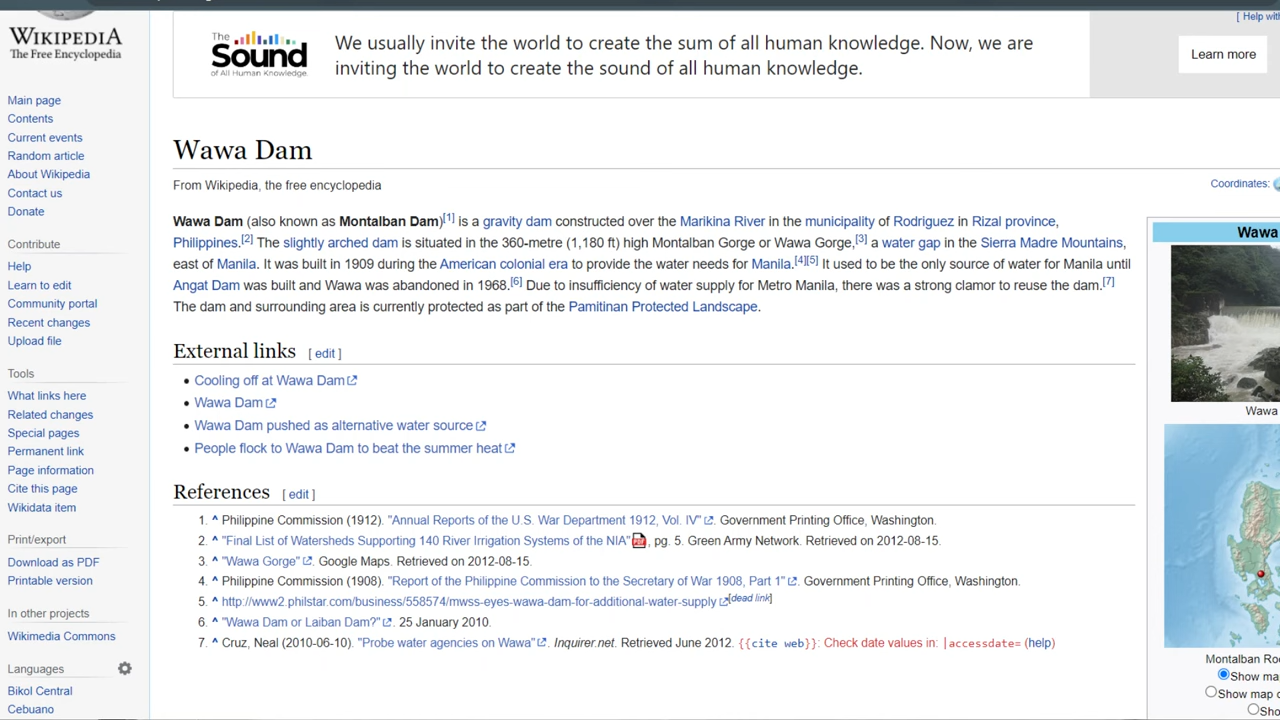 [ Help with
WIKIPEDIA
The Free Encyclopedia
The
Sound
of All Human Knowledge.
We usually invite the world to create the sum of all human knowledge. Now, we are
inviting the world to create the sound of all human knowledge.
Learn more
Main page
Contents
Current events
Random article
About Wikipedia
Contact us
Donate
Contribute
Help
Learn to edit
Community portal
Recent changes
Upload file
Tools
What links here
Related changes
Special pages
Permanent link
Page information
Cite this page
Wikidata item
Print/export
Download as PDF
Printable version
In other projects
Wikimedia Commons
Languages
Bikol Central
Cebuano
Wawa Dam
From Wikipedia, the free encyclopedia
Coordinates:
Wawa Dam (also known as Montalban Dam)[1] is a gravity dam constructed over the Marikina River in the municipality of Rodriguez in Rizal province,
Philippines.[2] The slightly arched dam is situated in the 360-metre (1,180 ft) high Montalban Gorge or Wawa Gorge,[3] a water gap in the Sierra Madre Mountains,
east of Manila. It was built in 1909 during the American colonial era to provide the water needs for Manila.[4][5] It used to be the only source of water for Manila until
Angat Dam was built and Wawa was abandoned in 1968.[6] Due to insufficiency of water supply for Metro Manila, there was a strong clamor to reuse the dam.[7]
The dam and surrounding area is currently protected as part of the Pamitinan Protected Landscape.
External links [ edit ]
• Cooling off at Wawa Dam
• Wawa Dam
• Wawa Dam pushed as alternative water source
• People flock to Wawa Dam to beat the summer heat
References [ edit ]
1. ^ Philippine Commission (1912). "Annual Reports of the U.S. War Department 1912, Vol. IV". Government Printing Office, Washington.
2. ^ "Final List of Watersheds Supporting 140 River Irrigation Systems of the NIA", pg. 5. Green Army Network. Retrieved on 2012-08-15.
3. ^ "Wawa Gorge". Google Maps. Retrieved on 2012-08-15.
4. ^ Philippine Commission (1908). "Report of the Philippine Commission to the Secretary of War 1908, Part 1". Government Printing Office, Washington.
5. ^ http://www2.philstar.com/business/558574/mwss-eyes-wawa-dam-for-additional-water-supply[dead link]
6. ^ "Wawa Dam or Laiban Dam?". 25 January 2010.
7. ^ Cruz, Neal (2010-06-10). "Probe water agencies on Wawa". Inquirer.net. Retrieved June 2012. {{cite web}}: Check date values in: |accessdate= (help)
Wawa
Wawa
Montalban Ro
Show ma
Show map o
Sho